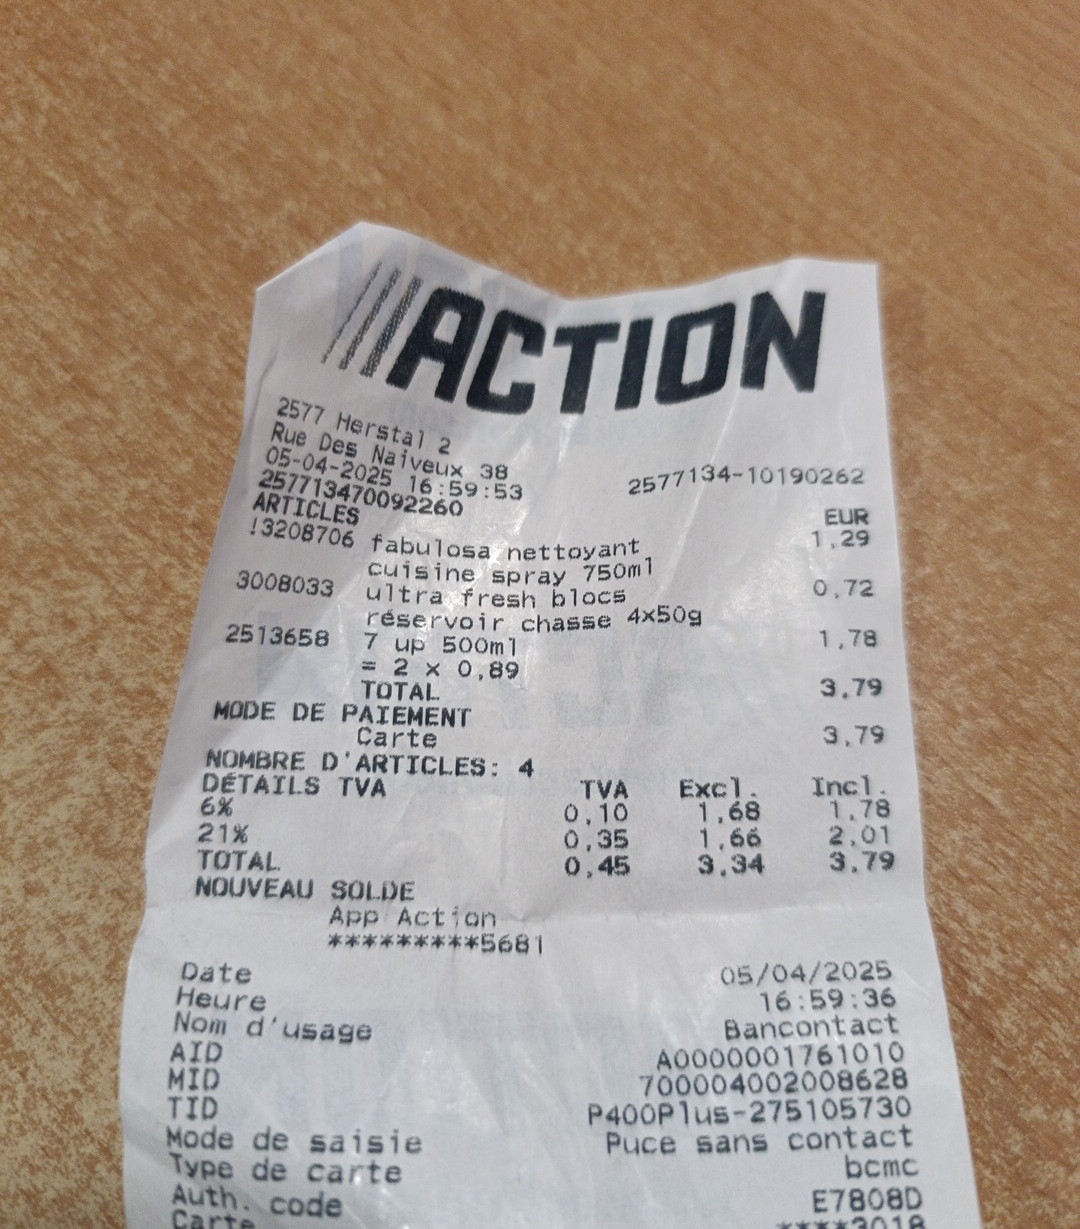 ACTION
2577 Herstal 2
Rue Des Naiveux 38
05-04-2025 16:59:53 2577134-10190262
257713470092260
ARTICLES EUR
!3208706 fabulosa nettoyant 1,29
cuisine spray 750ml
3008033 ultra fresh blocs 0,72
réservoir chasse 4x50g
2513658 7 up 500ml 1,78
= 2 x 0,89
TOTAL 3,79
MODE DE PAIEMENT
Carte 3,79
NOMBRE D'ARTICLES: 4
DÉTAILS TVA TVA Excl. Incl.
6% 0,10 1,68 1,78
21% 0,35 1,66 2,01
TOTAL 0,45 3,34 3,79
NOUVEAU SOLDE
App Action
*********5681
Date 05/04/2025
Heure 16:59:36
Nom d'usage Bancontact
AID A0000001761010
MID 700004002008628
TID P400Plus-275105730
Mode de saisie Puce sans contact
Type de carte bcmc
Auth. code E7808D
Carte ****3018